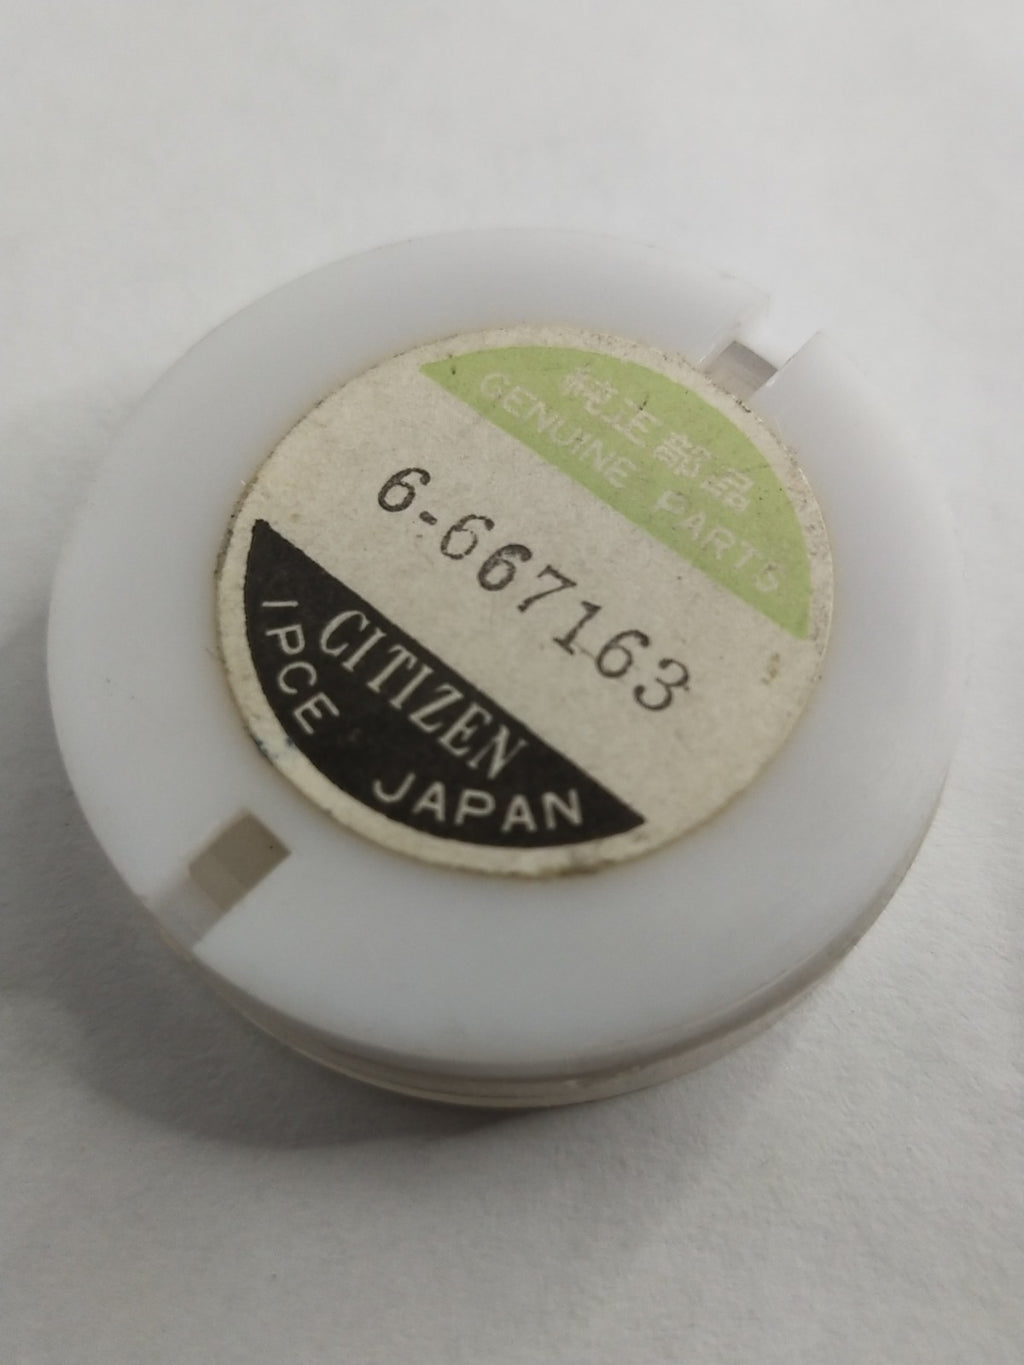 純正部品
GENUINE PARTS
6-667163
CITIZEN
1PCE JAPAN